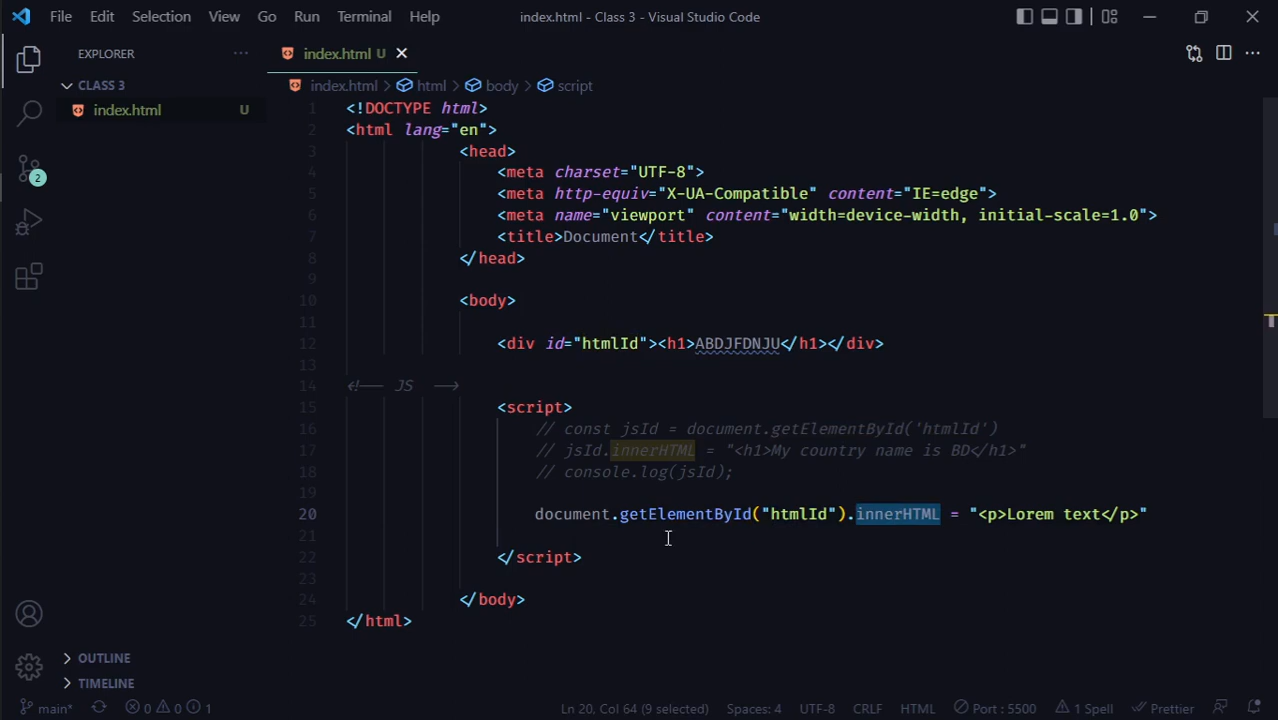 File Edit Selection View Go Run Terminal Help index.html - Class 3 - Visual Studio Code
EXPLORER ··· index.html U
CLASS 3 index.html > html > body > script
index.html U
1 <!DOCTYPE html>
2 <html lang="en">
3 <head>
4 <meta charset="UTF-8">
5 <meta http-equiv="X-UA-Compatible" content="IE=edge">
6 <meta name="viewport" content="width=device-width, initial-scale=1.0">
7 <title>Document</title>
8 </head>
9
10 <body>
11
12 <div id="htmlId"><h1>ABDJFDNJU</h1></div>
13
14 <!-- JS -->
15 <script>
16 // const jsId = document.getElementById('htmlId')
17 // jsId.innerHTML = "<h1>My country name is BD</h1>"
18 // console.log(jsId);
19
20 document.getElementById("htmlId").innerHTML = "<p>Lorem text</p>"
21
22 </script>
23
24 </body>
25 </html>
2
OUTLINE
TIMELINE
main* 0 0 1 Ln 20, Col 64 (9 selected) Spaces: 4 UTF-8 CRLF HTML Port : 5500 1 Spell Prettier